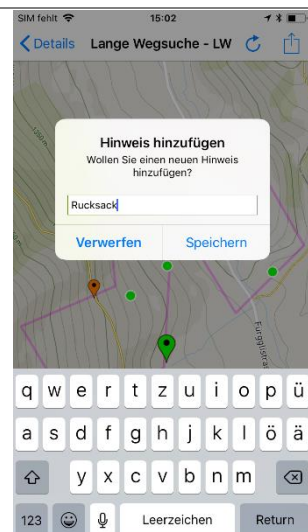 SIM fehlt 15:02
Details Lange Wegsuche - LW
Hinweis hinzufügen
Wollen Sie einen neuen Hinweis
hinzufügen?
Rucksack
Verwerfen Speichern
Furgglistra
q w e r t z u i o p ü
a s d f g h j k l ö ä
y x c v b n m
123 Leerzeichen Return